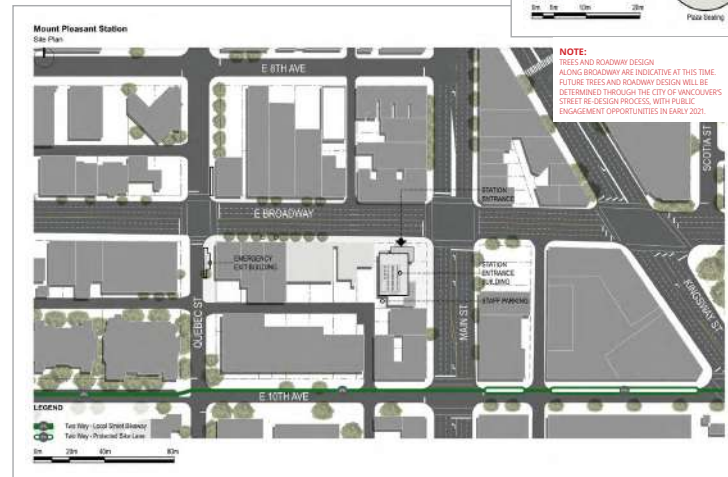 Mount Pleasant Station
Site Plan
0m 5m 10m 20m
Plaza Seating
NOTE:
TREES AND ROADWAY DESIGN
ALONG BROADWAY ARE INDICATIVE AT THIS TIME.
FUTURE TREES AND ROADWAY DESIGN WILL BE
DETERMINED THROUGH THE CITY OF VANCOUVER'S
STREET RE-DESIGN PROCESS, WITH PUBLIC
ENGAGEMENT OPPORTUNITIES IN EARLY 2021.
E 8TH AVE
SCOTIA ST
STATION
ENTRANCE
E BROADWAY
EMERGENCY
EXIT BUILDING
STATION
ENTRANCE
BUILDING
STAFF PARKING
QUEBEC ST
MAIN ST
KINGSWAY ST
E 10TH AVE
LEGEND
Two Way - Local Street Bikeway
Two Way - Protected Bike Lane
0m 20m 40m 80m